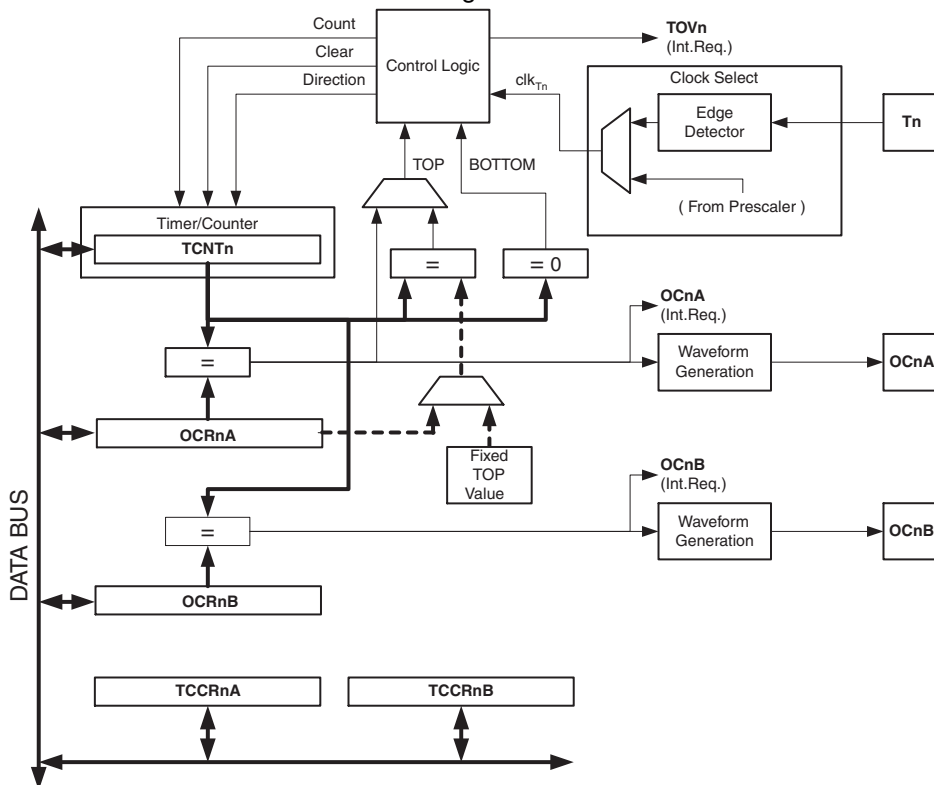 Count
Clear
Direction
Control Logic
TOVn
(Int.Req.)
clkTn
Clock Select
Edge
Detector
Tn
( From Prescaler )
TOP
BOTTOM
Timer/Counter
TCNTn
=
= 0
OCnA
(Int.Req.)
=
Waveform
Generation
OCnA
OCRnA
Fixed
TOP
Value
OCnB
(Int.Req.)
=
Waveform
Generation
OCnB
DATA BUS
OCRnB
TCCRnA
TCCRnB